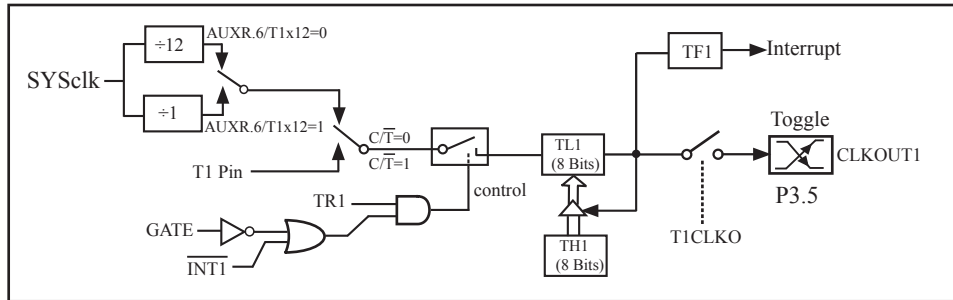 AUXR.6/T1x12=0
÷12
SYSclk
÷1
AUXR.6/T1x12=1
C/T̅=0
C/T̅=1
T1 Pin
TR1
GATE
I̅N̅T̅1̅
control
TL1
(8 Bits)
TH1
(8 Bits)
TF1
Interrupt
Toggle
CLKOUT1
P3.5
T1CLKO